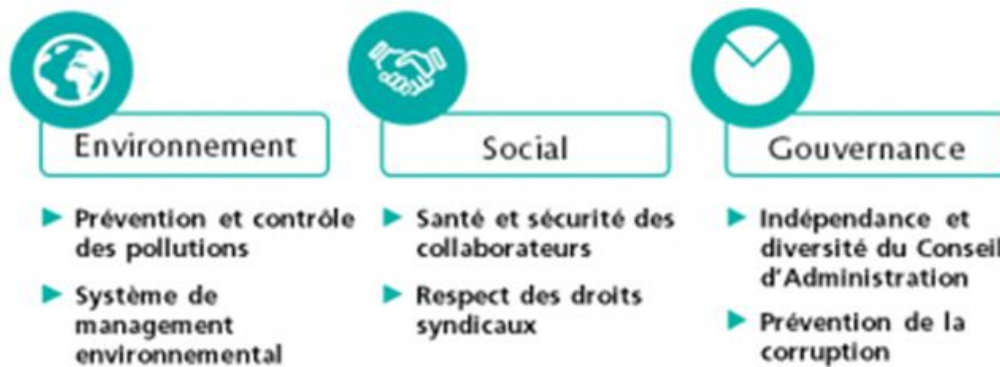 Environnement
Prévention et contrôle
des pollutions
Système de
management
environnemental
Social
Santé et sécurité des
collaborateurs
Respect des droits
syndicaux
Gouvernance
Indépendance et
diversité du Conseil
d'Administration
Prévention de la
corruption